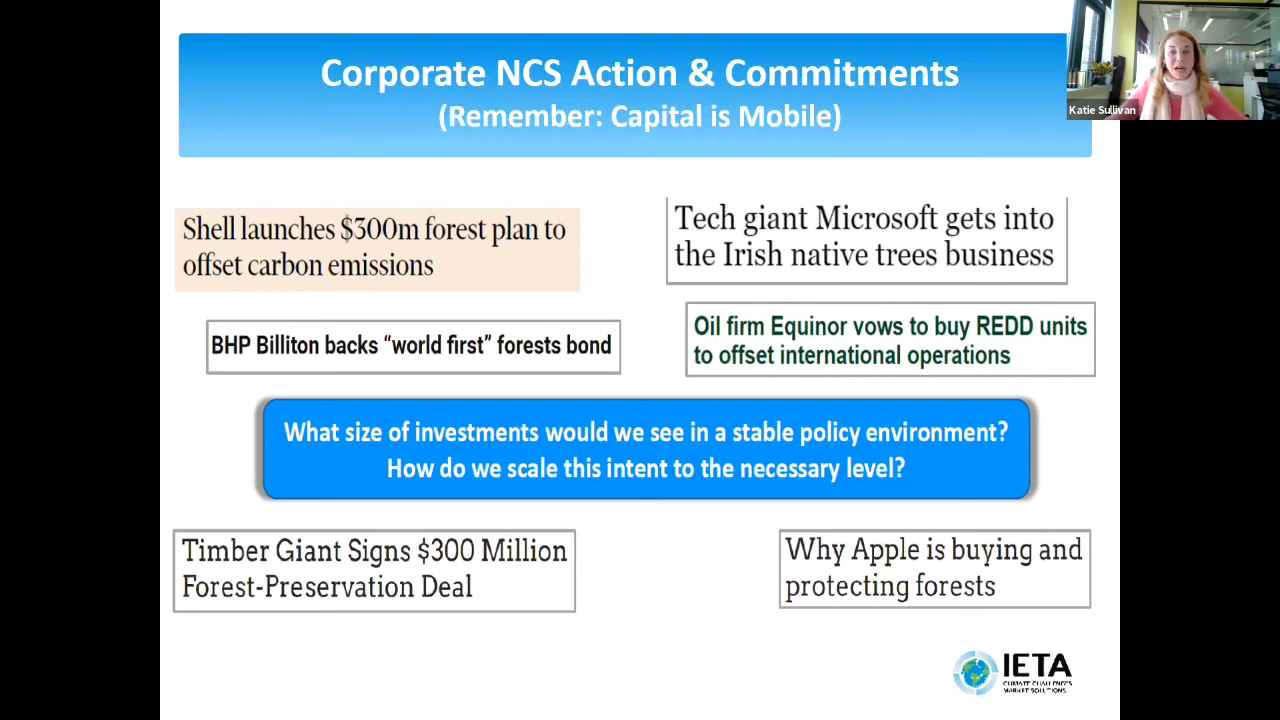 Corporate NCS Action & Commitments
(Remember: Capital is Mobile)
Katie Sullivan
Shell launches $300m forest plan to
offset carbon emissions
Tech giant Microsoft gets into
the Irish native trees business
BHP Billiton backs “world first” forests bond
Oil firm Equinor vows to buy REDD units
to offset international operations
What size of investments would we see in a stable policy environment?
How do we scale this intent to the necessary level?
Timber Giant Signs $300 Million
Forest-Preservation Deal
Why Apple is buying and
protecting forests
IETA
CLIMATE CHALLENGES
MARKET SOLUTIONS